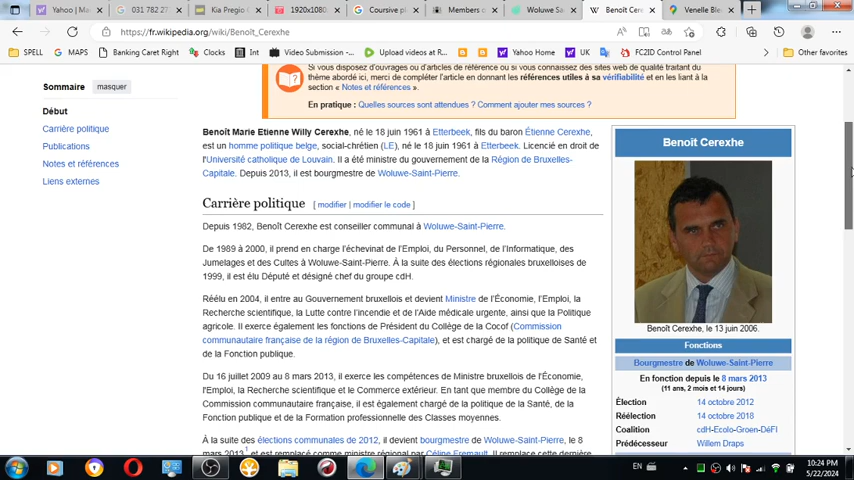 Yahoo | Ma
031 782 27
Kia Pregio (
1920x1080
Coursive pl
Members c
Woluwe Sa
Benoît Cere
Venelle Ble
https://fr.wikipedia.org/wiki/Benoît_Cerexhe
SPELL
MAPS
Banking Caret Right
Clocks
Int
Video Submission -...
Upload videos at R...
Yahoo Home
UK
FC2ID Control Panel
Other favorites
Sommaire masquer
Début
Carrière politique
Publications
Notes et références
Liens externes
Si vous disposez d'ouvrages ou d'articles de référence ou si vous connaissez des sites web de qualité traitant du
thème abordé ici, merci de compléter l'article en donnant les références utiles à sa vérifiabilité et en les liant à la
section « Notes et références ».
En pratique : Quelles sources sont attendues ? Comment ajouter mes sources ?
Benoît Marie Etienne Willy Cerexhe, né le 18 juin 1961 à Etterbeek, fils du baron Étienne Cerexhe,
est un homme politique belge, social-chrétien (LE), né le 18 juin 1961 à Etterbeek. Licencié en droit de
l'Université catholique de Louvain. Il a été ministre du gouvernement de la Région de Bruxelles-
Capitale. Depuis 2013, il est bourgmestre de Woluwe-Saint-Pierre.
Carrière politique [ modifier | modifier le code ]
Depuis 1982, Benoît Cerexhe est conseiller communal à Woluwe-Saint-Pierre.
De 1989 à 2000, il prend en charge l'échevinat de l'Emploi, du Personnel, de l'Informatique, des
Jumelages et des Cultes à Woluwe-Saint-Pierre. À la suite des élections régionales bruxelloises de
1999, il est élu Député et désigné chef du groupe cdH.
Réélu en 2004, il entre au Gouvernement bruxellois et devient Ministre de l'Économie, l'Emploi, la
Recherche scientifique, la Lutte contre l'incendie et de l'Aide médicale urgente, ainsi que la Politique
agricole. Il exerce également les fonctions de Président du Collège de la Cocof (Commission
communautaire française de la région de Bruxelles-Capitale), et est chargé de la politique de Santé et
de la Fonction publique.
Du 16 juillet 2009 au 8 mars 2013, il exerce les compétences de Ministre bruxellois de l'Économie,
l'Emploi, la Recherche scientifique et le Commerce extérieur. En tant que membre du Collège de la
Commission communautaire française, il est également chargé de la politique de la Santé, de la
Fonction publique et de la Formation professionnelle des Classes moyennes.
À la suite des élections communales de 2012, il devient bourgmestre de Woluwe-Saint-Pierre, le 8
mars 2013 et est remplacé comme ministre régional par Céline Fremault. Il remplace cette dernière
Benoit Cerexhe
Benoît Cerexhe, le 13 juin 2006.
Fonctions
Bourgmestre de Woluwe-Saint-Pierre
En fonction depuis le 8 mars 2013
(11 ans, 2 mois et 14 jours)
Élection 14 octobre 2012
Réélection 14 octobre 2018
Coalition cdH-Ecolo-Groen-DéFI
Prédécesseur Willem Draps
EN
10:24 PM
5/22/2024